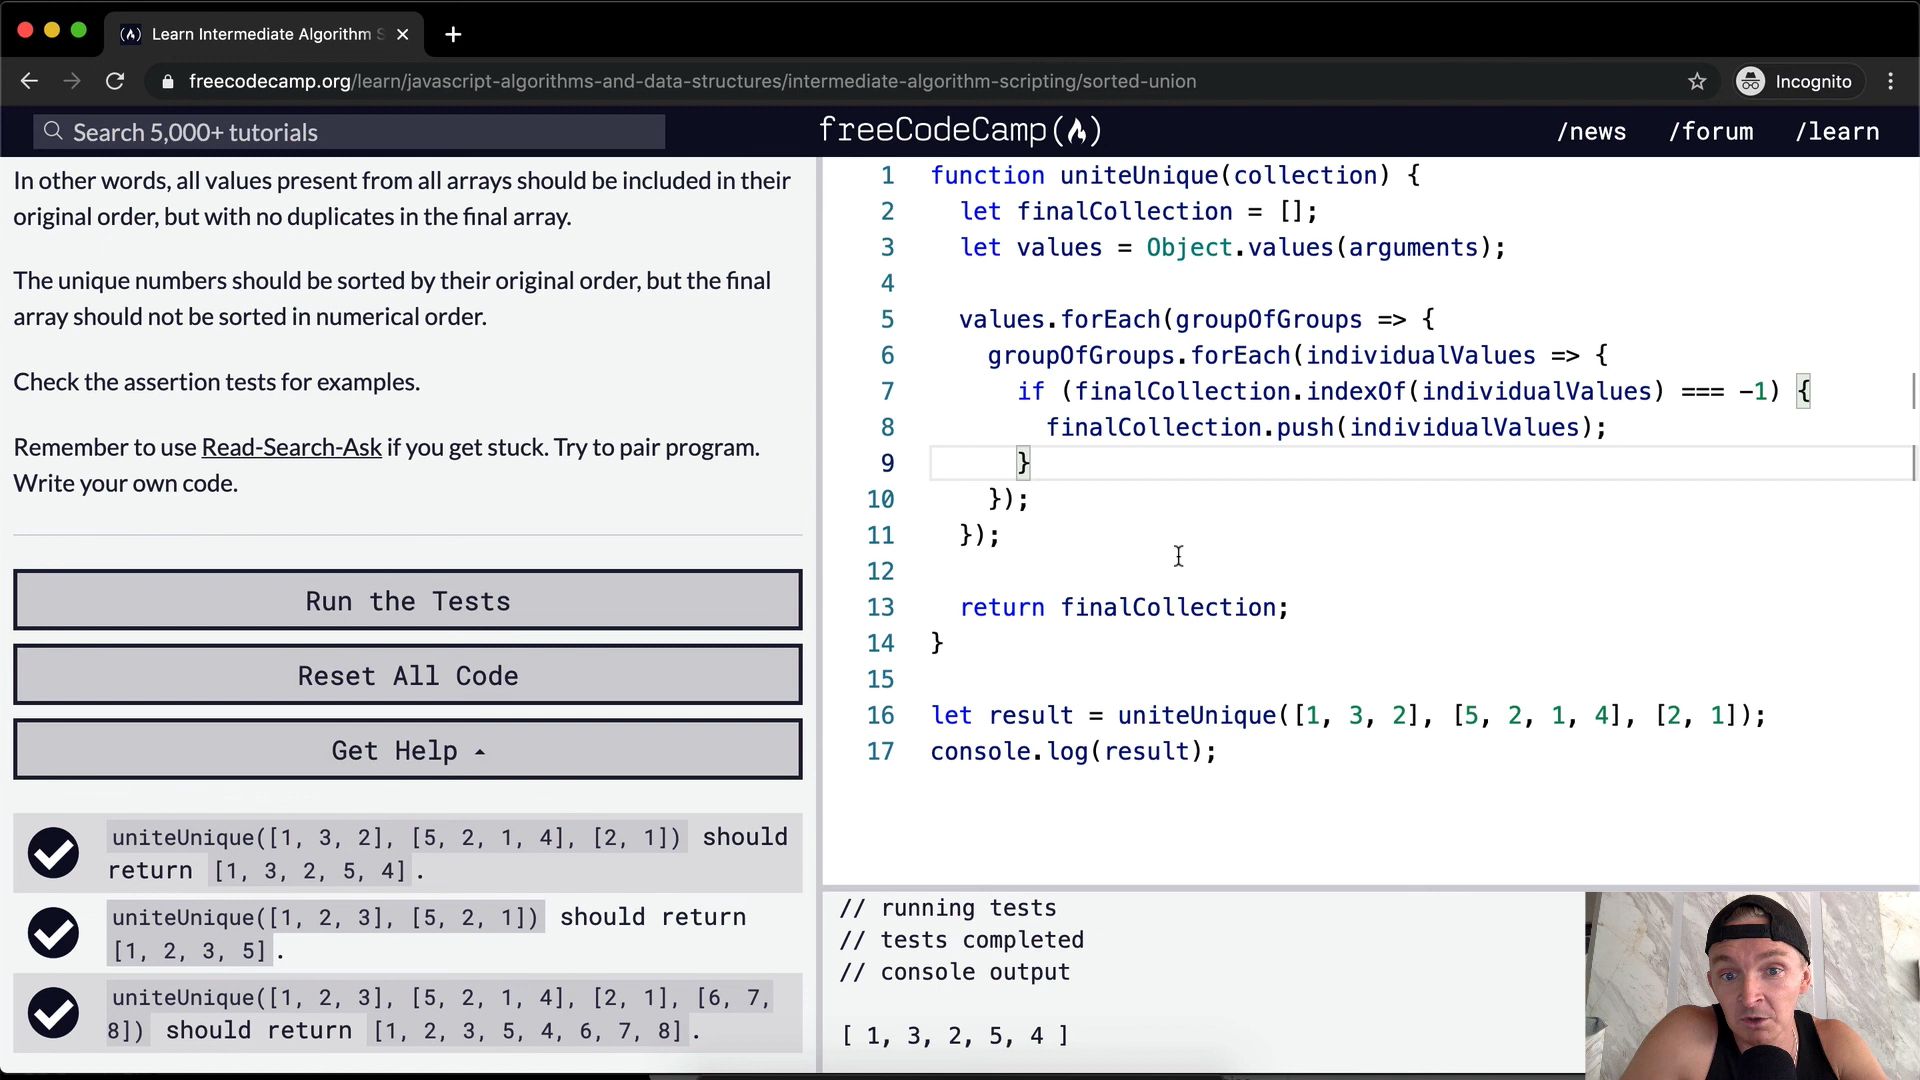 Learn Intermediate Algorithm S
freecodecamp.org/learn/javascript-algorithms-and-data-structures/intermediate-algorithm-scripting/sorted-union
Incognito
Search 5,000+ tutorials
freeCodeCamp
/news
/forum
/learn
In other words, all values present from all arrays should be included in their
original order, but with no duplicates in the final array.
The unique numbers should be sorted by their original order, but the final
array should not be sorted in numerical order.
Check the assertion tests for examples.
Remember to use Read-Search-Ask if you get stuck. Try to pair program.
Write your own code.
Run the Tests
Reset All Code
Get Help
uniteUnique([1, 3, 2], [5, 2, 1, 4], [2, 1]) should
return [1, 3, 2, 5, 4].
uniteUnique([1, 2, 3], [5, 2, 1]) should return
[1, 2, 3, 5].
uniteUnique([1, 2, 3], [5, 2, 1, 4], [2, 1], [6, 7,
8]) should return [1, 2, 3, 5, 4, 6, 7, 8].
1 function uniteUnique(collection) {
2 let finalCollection = [];
3 let values = Object.values(arguments);
4
5 values.forEach(groupOfGroups => {
6 groupOfGroups.forEach(individualValues => {
7 if (finalCollection.indexOf(individualValues) === -1) {
8 finalCollection.push(individualValues);
9 }
10 });
11 });
12
13 return finalCollection;
14 }
15
16 let result = uniteUnique([1, 3, 2], [5, 2, 1, 4], [2, 1]);
17 console.log(result);
// running tests
// tests completed
// console output
[ 1, 3, 2, 5, 4 ]